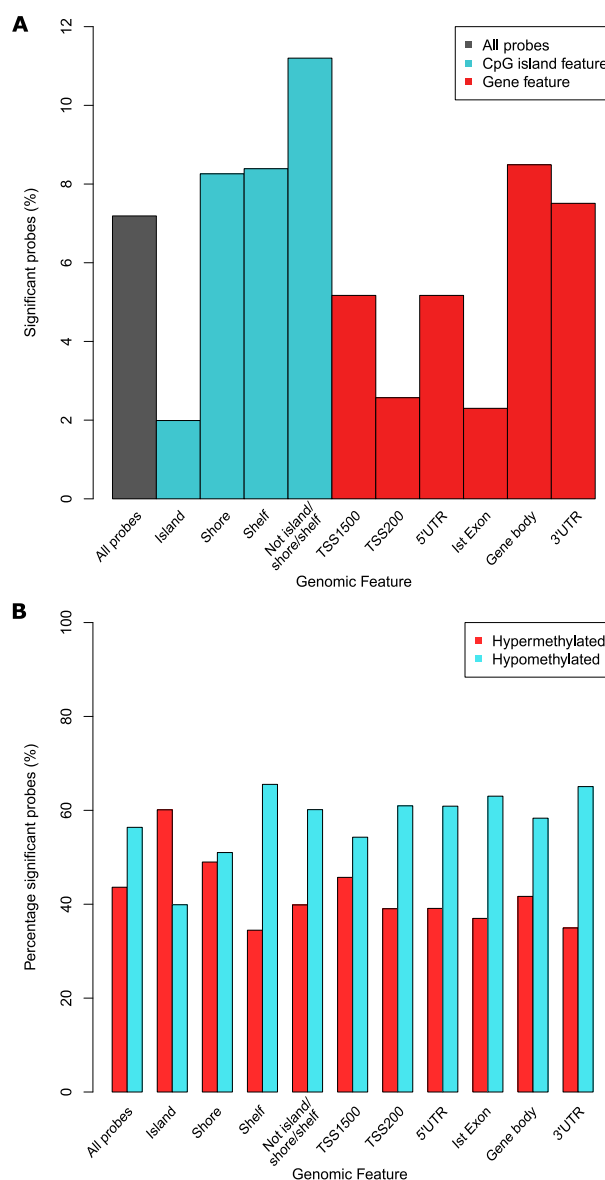 A
12
10
8
6
4
2
0
Significant probes (%)
All probes
CpG island feature
Gene feature
All probes
Island
Shore
Shelf
Not island/
shore/shelf
TSS1500
TSS200
5'UTR
Ist Exon
Gene body
3'UTR
Genomic Feature
B
100
80
60
40
20
0
Percentage significant probes (%)
Hypermethylated
Hypomethylated
All probes
Island
Shore
Shelf
Not island/
shore/shelf
TSS1500
TSS200
5'UTR
Ist Exon
Gene body
3'UTR
Genomic Feature